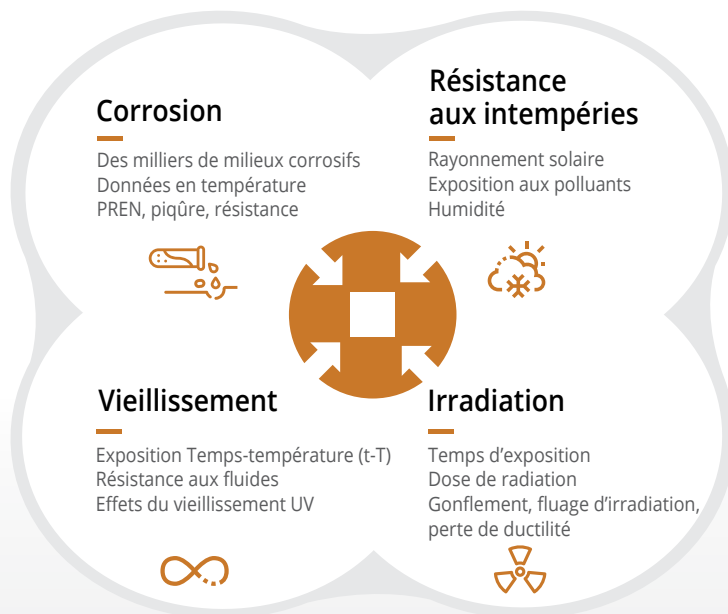 Corrosion
Des milliers de milieux corrosifs
Données en température
PREN, piqûre, résistance
Résistance
aux intempéries
Rayonnement solaire
Exposition aux polluants
Humidité
Vieillissement
Exposition Temps-température (t-T)
Résistance aux fluides
Effets du vieillissement UV
Irradiation
Temps d’exposition
Dose de radiation
Gonflement, fluage d’irradiation,
perte de ductilité